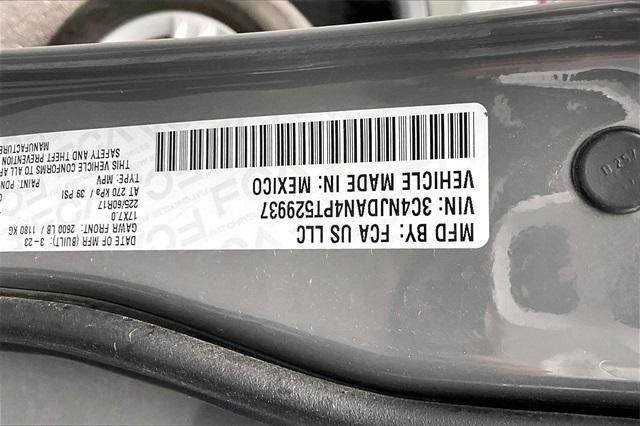 MFD BY: FCA US LLC
DATE OF MFR (BUILT): 3-23
GAWR FRONT: 2600 LB / 1180 KG
17X7.0
225/60R17
AT 270 kPa / 39 PSI
VIN: 3C4NJDAN4PT529937
TYPE: MPV
PAINT:
VEHICLE MADE IN: MEXICO
THIS VEHICLE CONFORMS TO ALL
SAFETY AND THEFT PREVENTION
MANUFACTURE
FCA